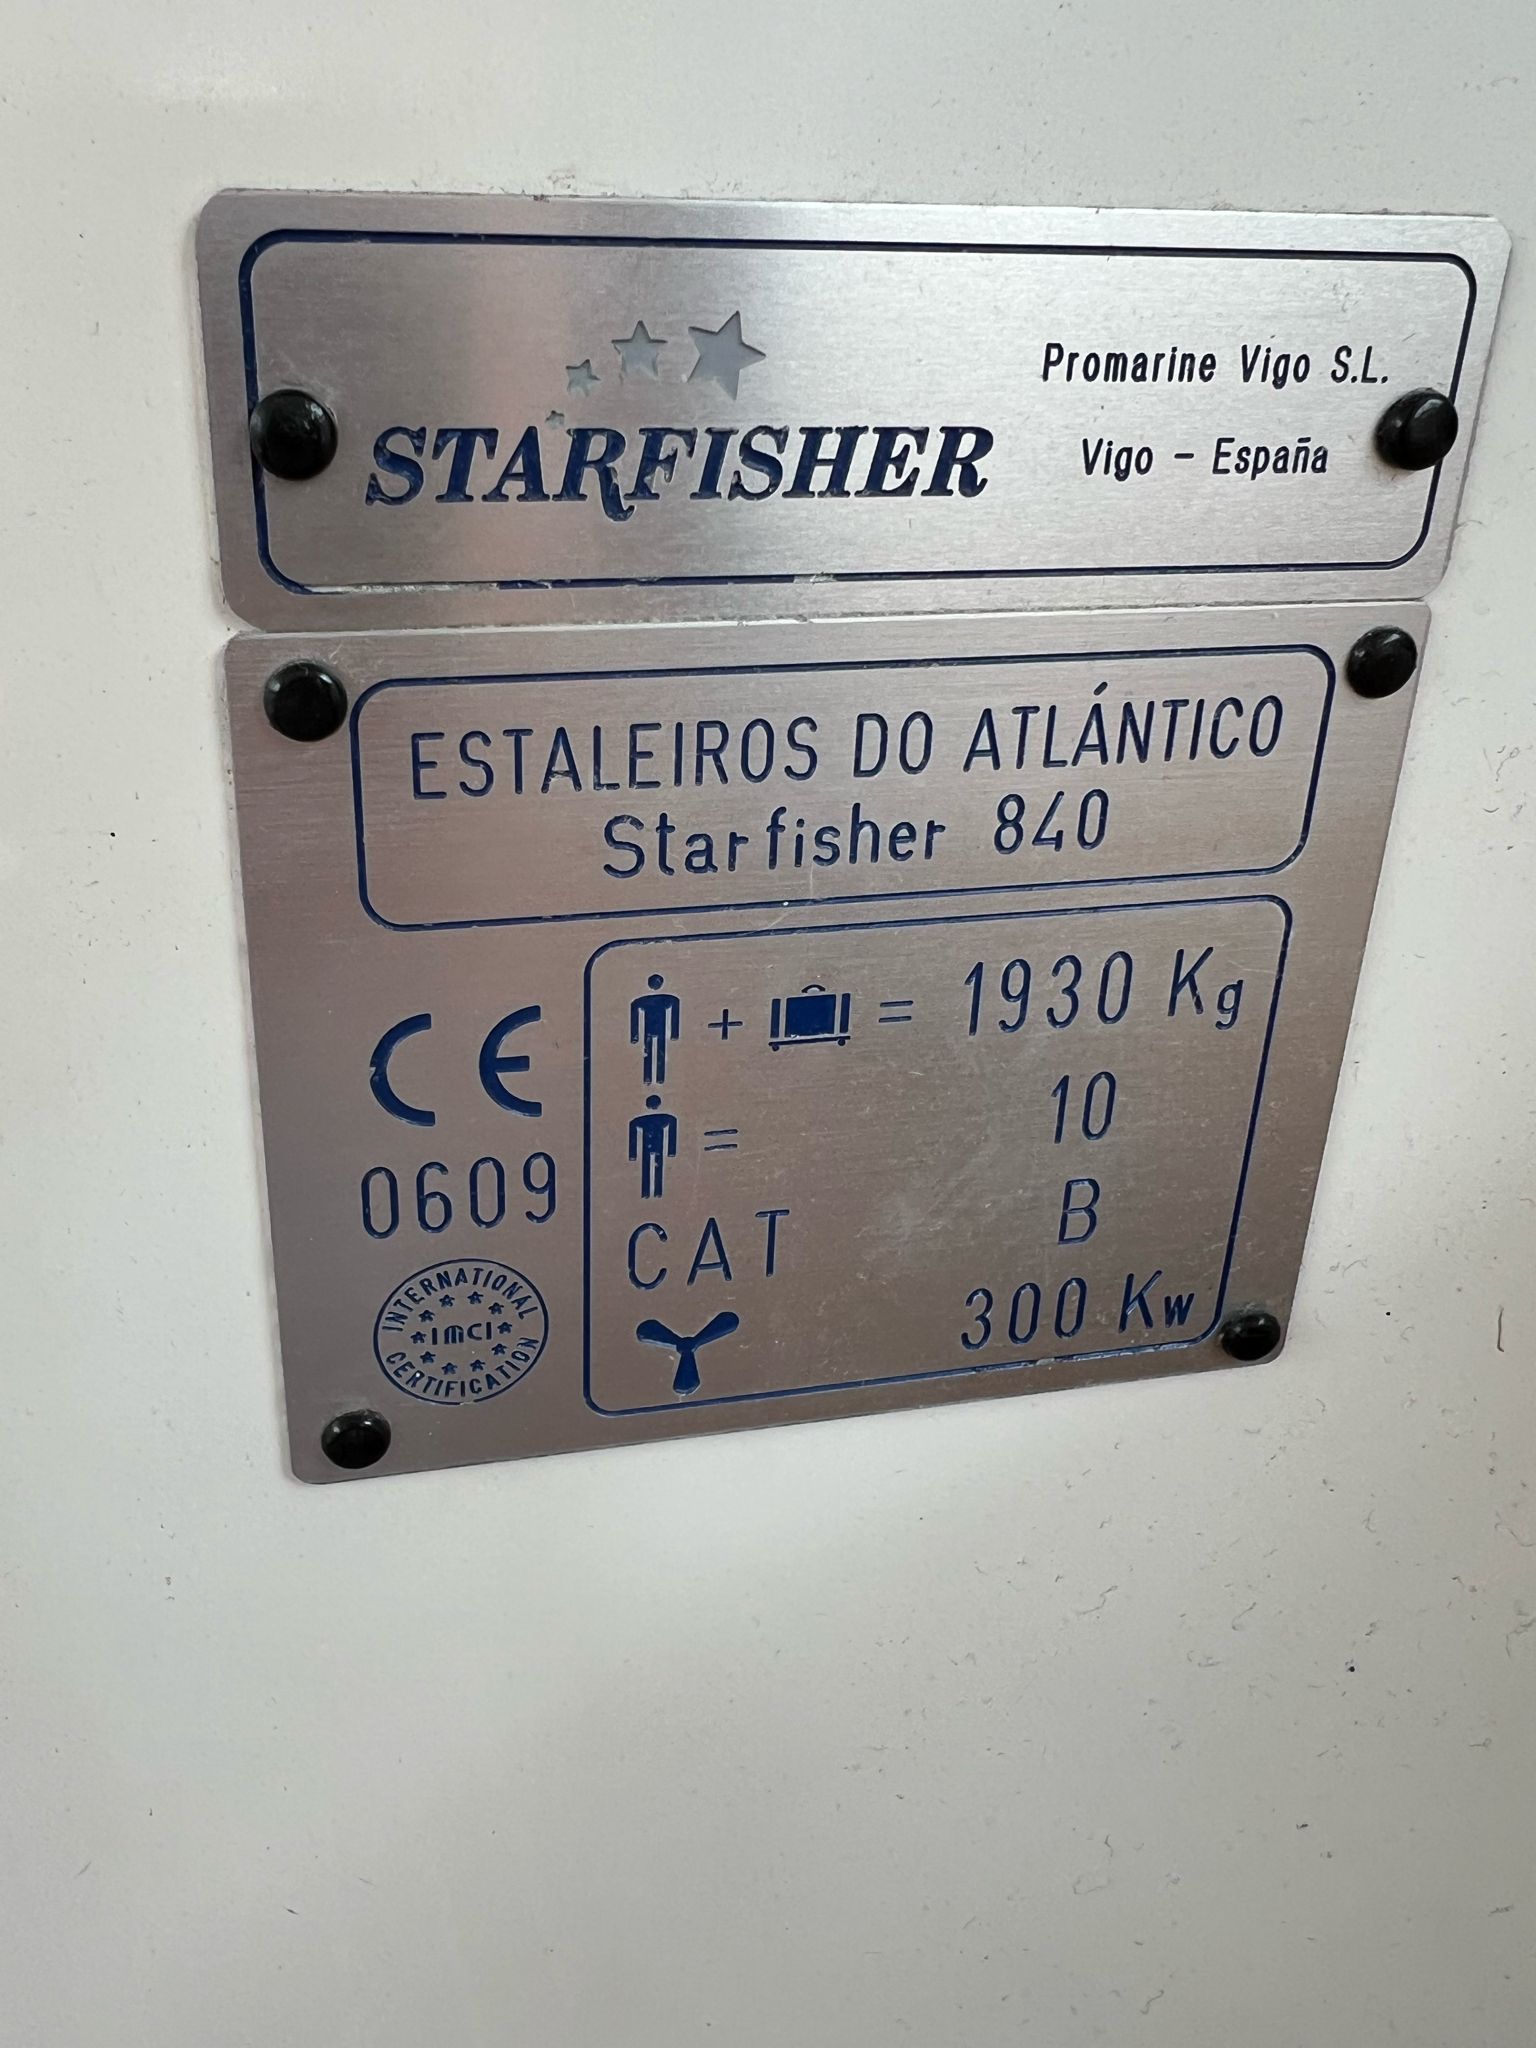 STARFISHER
Promarine Vigo S.L.
Vigo - España
ESTALEIROS DO ATLÁNTICO
Starfisher 840
CE
0609
INTERNATIONAL
IMCI
CERTIFICATION
+ = 1930 Kg
= 10
CAT B
300 Kw